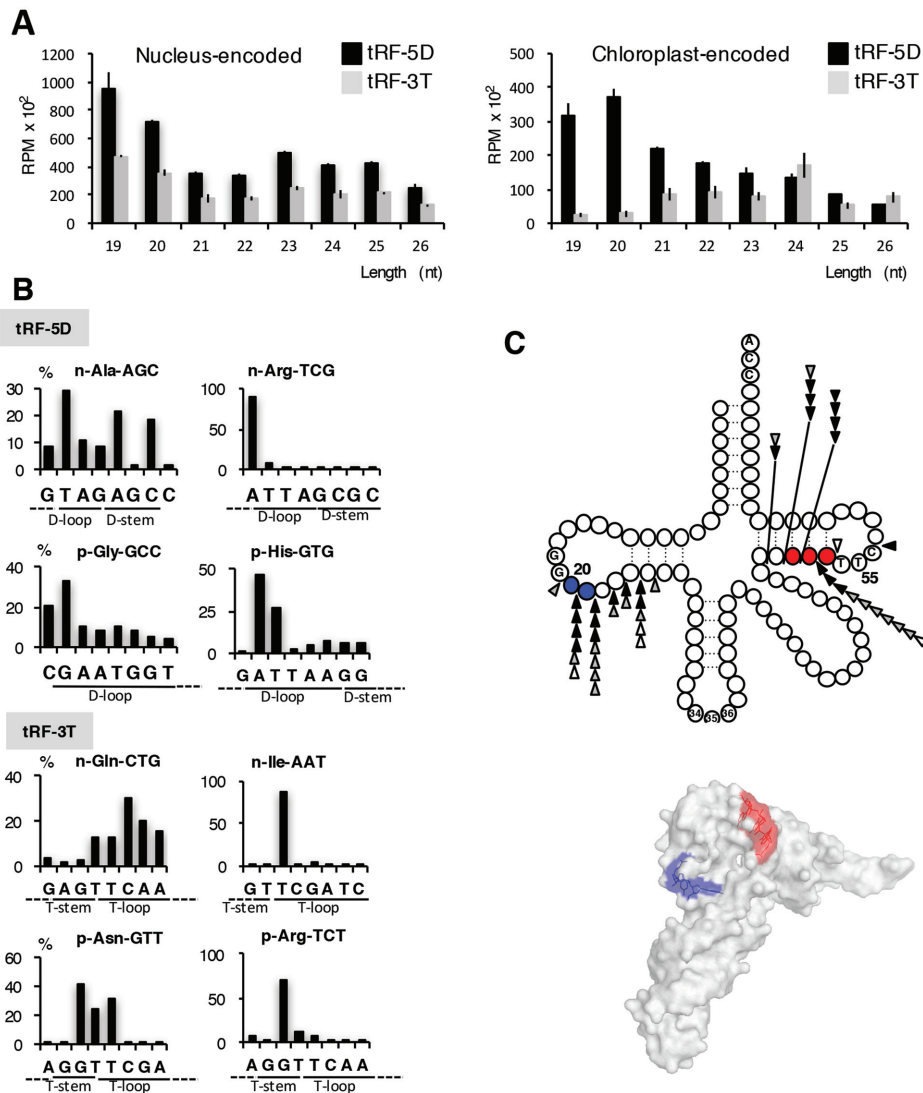 A
Nucleus-encoded
tRF-5D
tRF-3T
RPM x 10²
1200
1000
800
600
400
200
0
19 20 21 22 23 24 25 26
Length (nt)
Chloroplast-encoded
tRF-5D
tRF-3T
RPM x 10²
500
400
300
200
100
0
19 20 21 22 23 24 25 26
Length (nt)
B
tRF-5D
% n-Ala-AGC
30
20
10
0
G T A G A G C C
D-loop D-stem
n-Arg-TCG
100
50
0
A T T A G C G C
D-loop D-stem
% p-Gly-GCC
40
20
0
C G A A T G G T
D-loop
p-His-GTG
50
25
0
G A T T A A G G
D-loop D-stem
tRF-3T
% n-Gln-CTG
40
20
0
G A G T T C A A
T-stem T-loop
n-Ile-AAT
100
50
0
G T T C G A T C
T-stem T-loop
% p-Asn-GTT
60
40
20
0
A G G T T C G A
T-stem T-loop
p-Arg-TCT
100
50
0
A G G T T C A A
T-stem T-loop
C
A
C
C
G
G
20
T T C
55
34 35 36